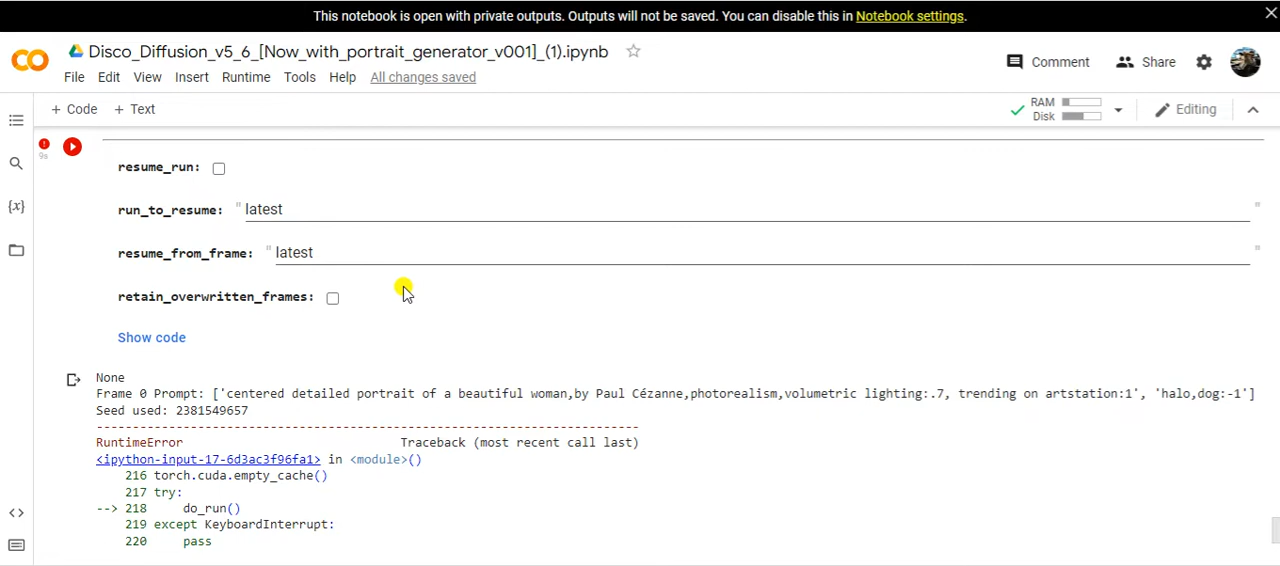 This notebook is open with private outputs. Outputs will not be saved. You can disable this in Notebook settings.
Disco_Diffusion_v5_6_[Now_with_portrait_generator_v001]_(1).ipynb
Comment
Share
File Edit View Insert Runtime Tools Help All changes saved
+ Code + Text
RAM
Disk
Editing
9s
resume_run:
run_to_resume: "latest"
resume_from_frame: "latest"
retain_overwritten_frames:
Show code
None
Frame 0 Prompt: ['centered detailed portrait of a beautiful woman,by Paul Cézanne,photorealism,volumetric lighting:.7, trending on artstation:1', 'halo,dog:-1']
Seed used: 2381549657
---------------------------------------------------------------------------
RuntimeError Traceback (most recent call last)
<ipython-input-17-6d3ac3f96fa1> in <module>()
216 torch.cuda.empty_cache()
217 try:
--> 218 do_run()
219 except KeyboardInterrupt:
220 pass